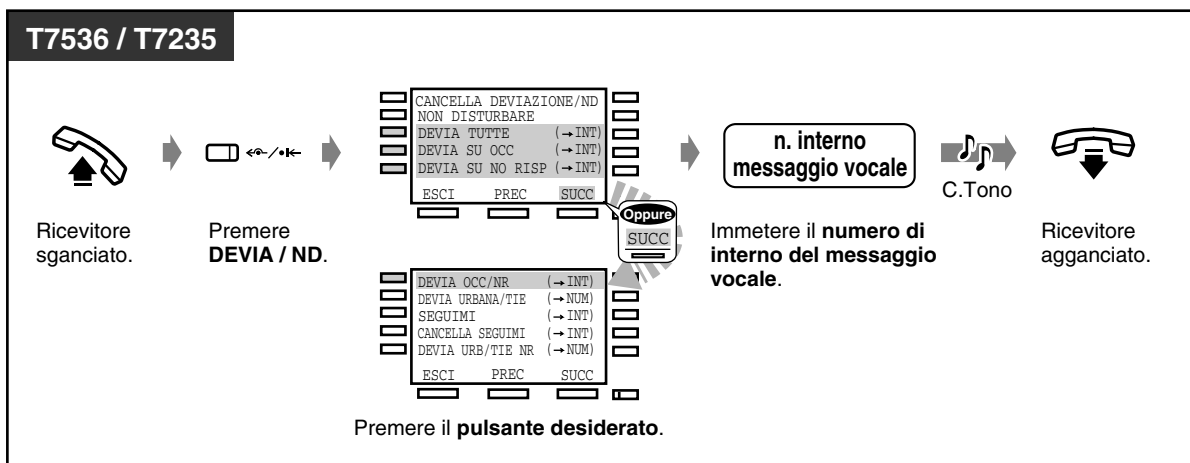 T7536 / T7235
Ricevitore
sganciato.
Premere
DEVIA / ND.
CANCELLA DEVIAZIONE/ND
NON DISTURBARE
DEVIA TUTTE (→INT)
DEVIA SU OCC (→INT)
DEVIA SU NO RISP (→INT)
ESCI PREC SUCC
Oppure
SUCC
DEVIA OCC/NR (→INT)
DEVIA URBANA/TIE (→NUM)
SEGUIMI (→INT)
CANCELLA SEGUIMI (→INT)
DEVIA URB/TIE NR (→NUM)
ESCI PREC SUCC
Premere il pulsante desiderato.
n. interno
messaggio vocale
Immetere il numero di
interno del messaggio
vocale.
C.Tono
Ricevitore
agganciato.